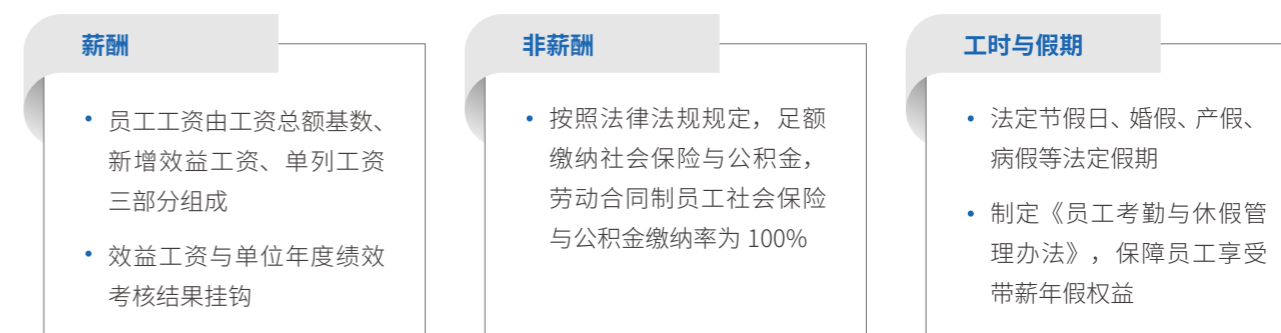 薪酬
• 员工工资由工资总额基数、
新增效益工资、单列工资
三部分组成
• 效益工资与单位年度绩效
考核结果挂钩
非薪酬
• 按照法律法规规定，足额
缴纳社会保险与公积金，
劳动合同制员工社会保险
与公积金缴纳率为 100%
工时与假期
• 法定节假日、婚假、产假、
病假等法定假期
• 制定《员工考勤与休假管
理办法》，保障员工享受
带薪年假权益